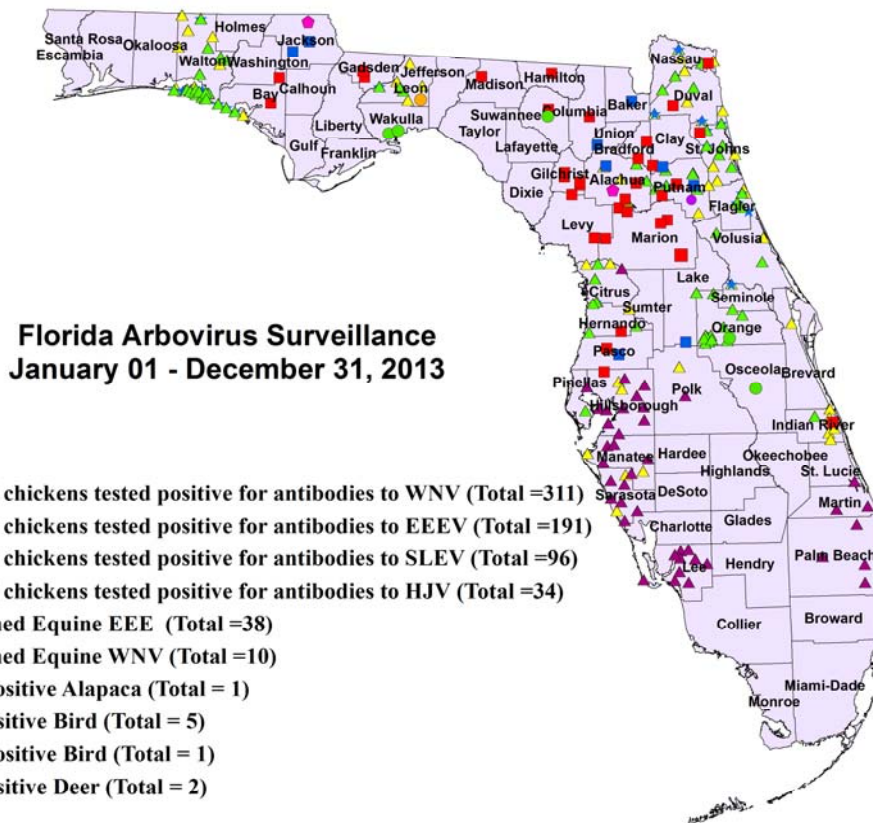 Holmes
Santa Rosa
Jackson
Escambia
Okaloosa
Walton
Washington
Gadsden
Jefferson
Nassau
Calhoun
Leon
Madison
Hamilton
Bay
Baker
Duval
Liberty
Wakulla
Suwannee
Columbia
Taylor
Union
Clay
Gulf
Franklin
Lafayette
Bradford
St. Johns
Gilchrist
Alachua
Dixie
Putnam
Flagler
Levy
Marion
Volusia
Lake
Citrus
Seminole
Sumter
Florida Arbovirus Surveillance
January 01 - December 31, 2013
Hernando
Orange
Pasco
Osceola
Brevard
Pinellas
Polk
Hillsborough
Indian River
Manatee
Hardee
Okeechobee
Highlands
St. Lucie
Sarasota
DeSoto
Martin
Charlotte
Glades
Palm Beach
Lee
Hendry
Collier
Broward
Miami-Dade
Monroe
chickens tested positive for antibodies to WNV (Total =311)
chickens tested positive for antibodies to EEEV (Total =191)
chickens tested positive for antibodies to SLEV (Total =96)
chickens tested positive for antibodies to HJV (Total =34)
ned Equine EEE (Total =38)
ned Equine WNV (Total =10)
ositive Alapaca (Total = 1)
sitive Bird (Total = 5)
ositive Bird (Total = 1)
sitive Deer (Total = 2)